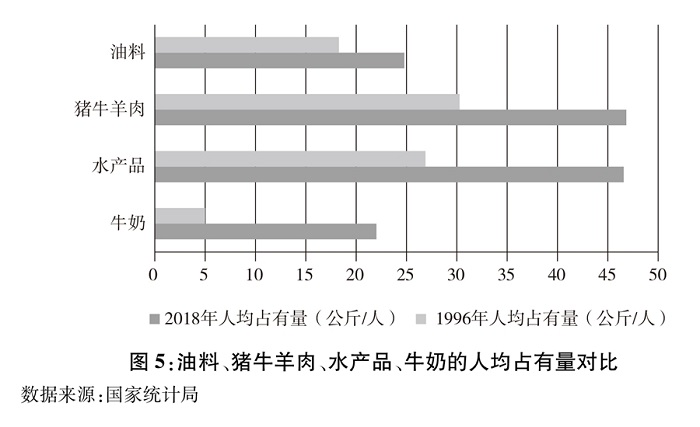 油料
猪牛羊肉
水产品
牛奶
0 5 10 15 20 25 30 35 40 45 50
2018年人均占有量（公斤/人） 1996年人均占有量（公斤/人）
图 5:油料、猪牛羊肉、水产品、牛奶的人均占有量对比
数据来源:国家统计局